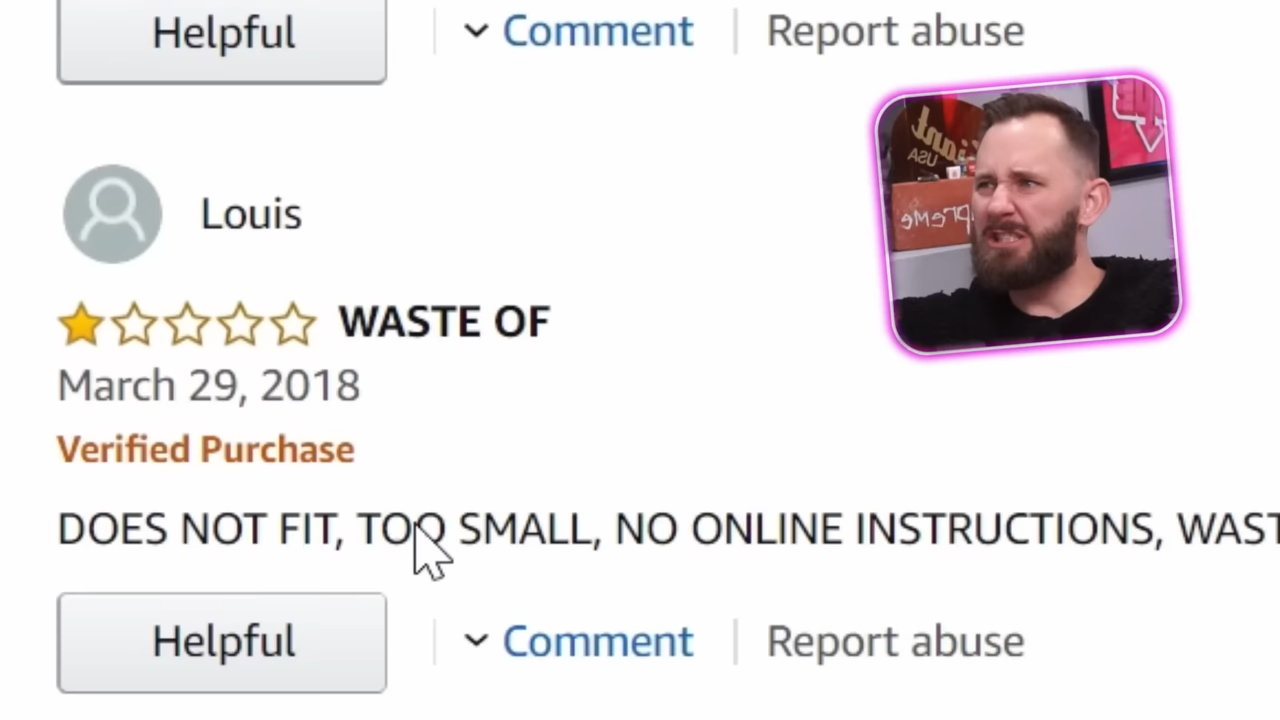 Helpful
Comment
Report abuse
Louis
WASTE OF
March 29, 2018
Verified Purchase
DOES NOT FIT, TOO SMALL, NO ONLINE INSTRUCTIONS, WAST
Helpful
Comment
Report abuse
USA